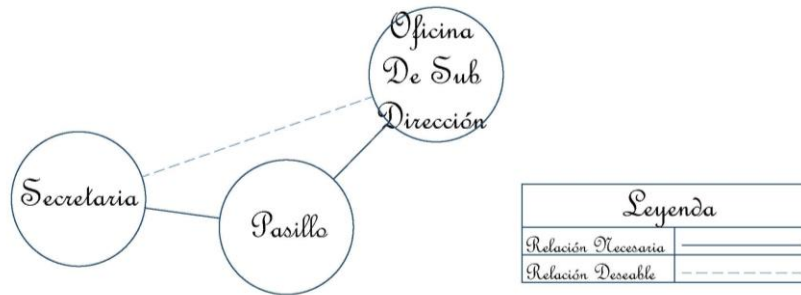 Oficina
De Sub
Dirección
Secretaria
Pasillo
Leyenda
Relación Necesaria
Relación Deseable